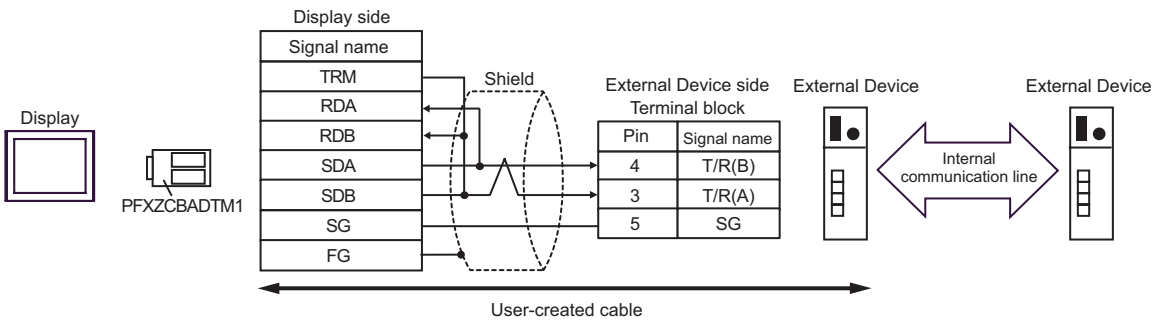 Display
PFXZCBADTM1
Display side
Signal name
TRM
RDA
RDB
SDA
SDB
SG
FG
Shield
External Device side
Terminal block
Pin Signal name
4 T/R(B)
3 T/R(A)
5 SG
External Device
Internal
communication line
External Device
User-created cable